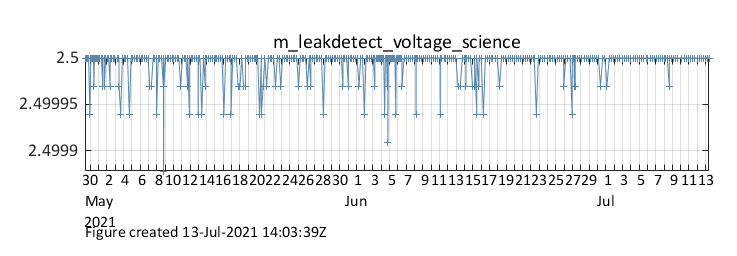 m_leakdetect_voltage_science
2.5
2.49995
2.4999
30 2 4 6 8 10 12 14 16 18 20 22 24 26 28 30 1 3 5 7 9 11 13 15 17 19 21 23 25 27 29 1 3 5 7 9 11 13
May Jun Jul
2021
Figure created 13-Jul-2021 14:03:39Z